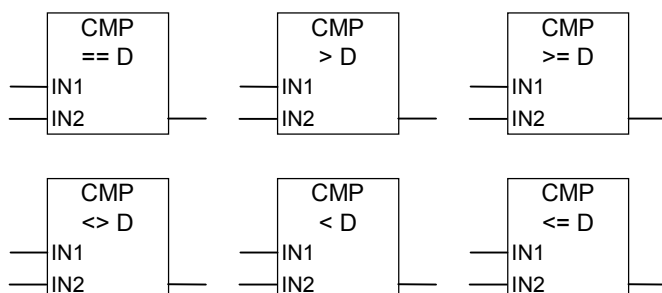 CMP
== D
IN1
IN2
CMP
> D
IN1
IN2
CMP
>= D
IN1
IN2
CMP
<> D
IN1
IN2
CMP
< D
IN1
IN2
CMP
<= D
IN1
IN2